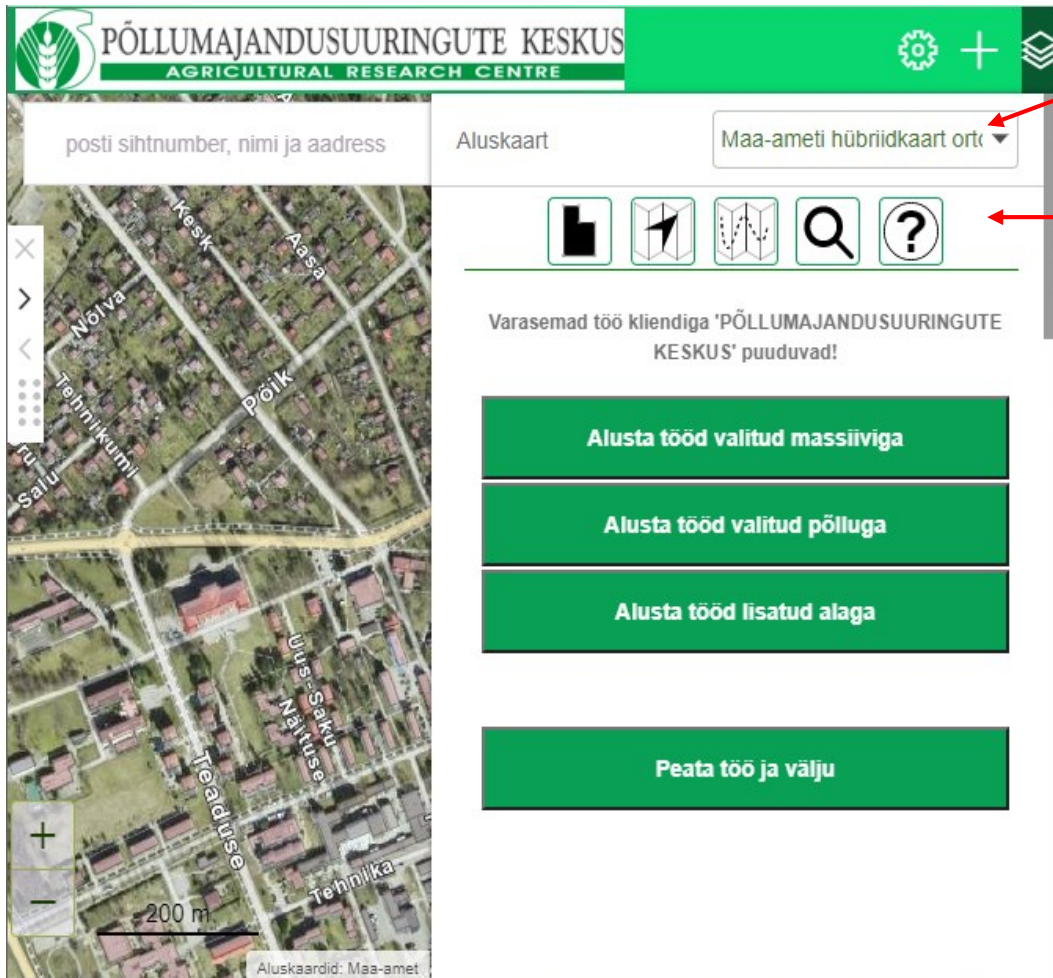 PÕLLUMAJANDUSUURINGUTE KESKUS
AGRICULTURAL RESEARCH CENTRE
posti sihtnumber, nimi ja aadress
Aluskaart
Maa-ameti hübriidkaart orto
Varasemad töö kliendiga 'PÕLLUMAJANDUSUURINGUTE
KESKUS' puuduvad!
Alusta tööd valitud massiiviga
Alusta tööd valitud põlluga
Alusta tööd lisatud alaga
Peata töö ja välju
Kesk
Aasa
Nõlva
Põik
Tehnikumi
Salu
Uus-Saku
Näituse
Teaduse
Tehnika
+
−
200 m
Aluskaardid: Maa-amet